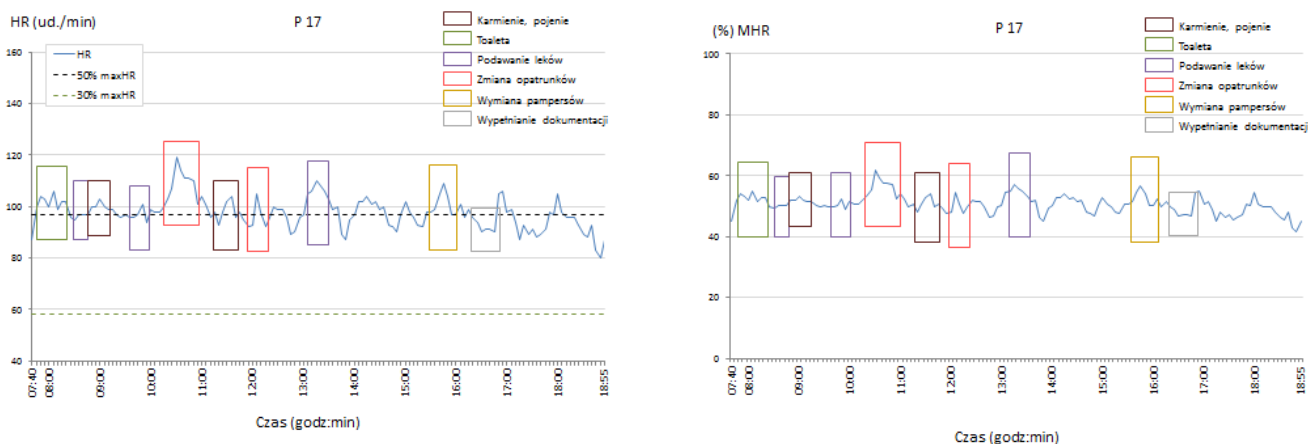 HR (ud./min)
P 17
Karmienie, pojenie
Toaleta
Podawanie leków
Zmiana opatrunków
Wymiana pampersów
Wypełnianie dokumentacji
HR
50% maxHR
30% maxHR
160
140
120
100
80
60
40
07:40
08:00
09:00
10:00
11:00
12:00
13:00
14:00
15:00
16:00
17:00
18:00
18:55
Czas (godz:min)
(%) MHR
P 17
Karmienie, pojenie
Toaleta
Podawanie leków
Zmiana opatrunków
Wymiana pampersów
Wypełnianie dokumentacji
100
80
60
40
20
0
07:40
08:00
09:00
10:00
11:00
12:00
13:00
14:00
15:00
16:00
17:00
18:00
18:55
Czas (godz:min)